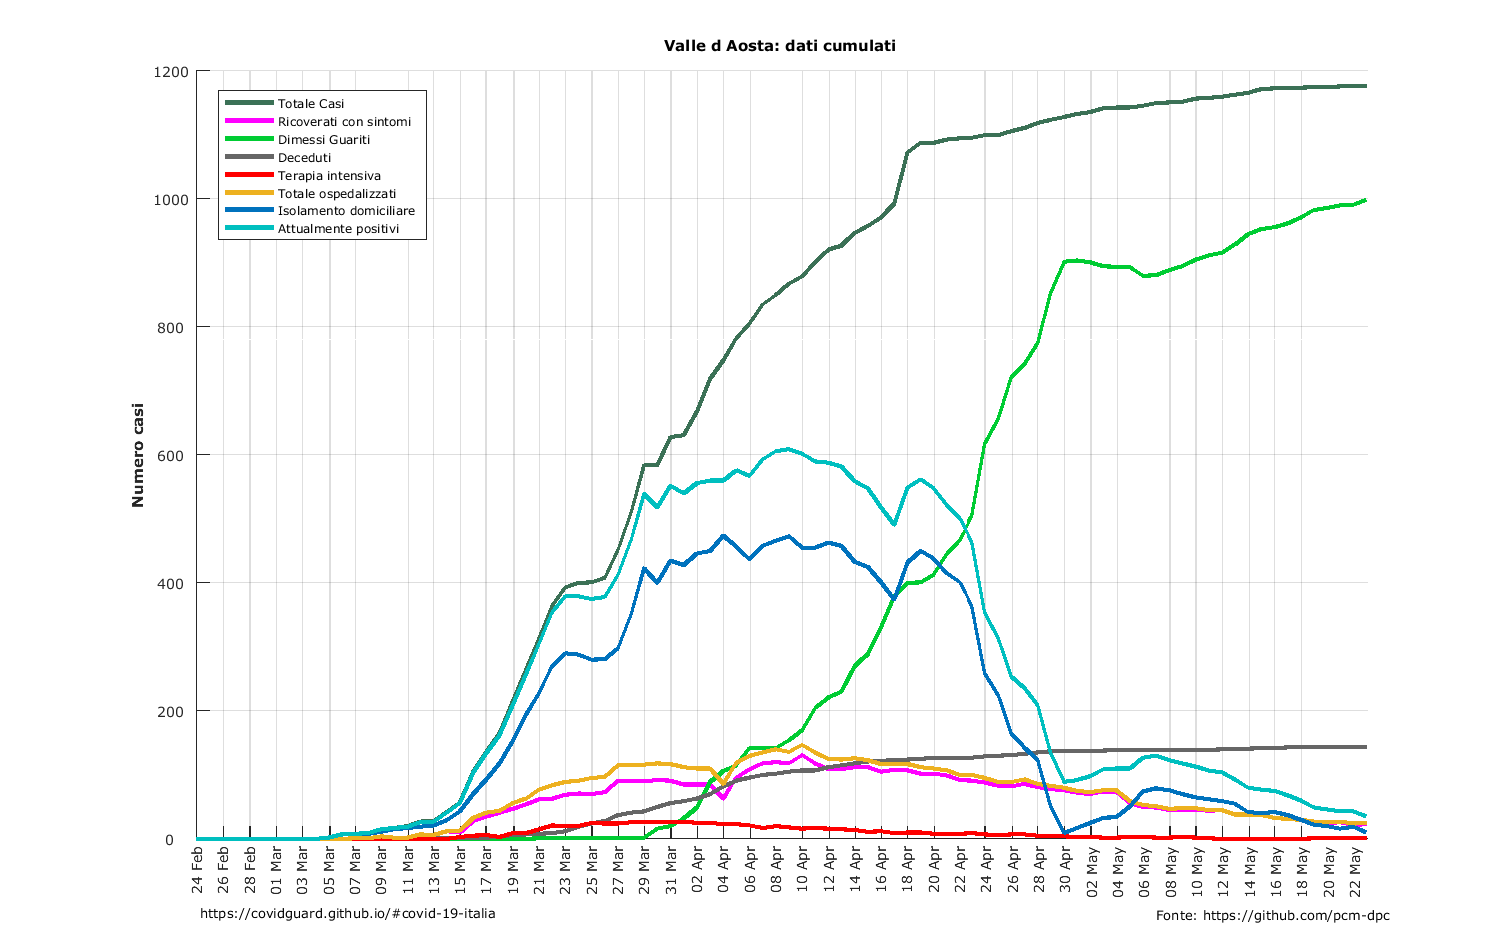 Valle d Aosta: dati cumulati
1200
1000
800
600
400
200
0
Numero casi
Totale Casi
Ricoverati con sintomi
Dimessi Guariti
Deceduti
Terapia intensiva
Totale ospedalizzati
Isolamento domiciliare
Attualmente positivi
24 Feb
26 Feb
28 Feb
01 Mar
03 Mar
05 Mar
07 Mar
09 Mar
11 Mar
13 Mar
15 Mar
17 Mar
19 Mar
21 Mar
23 Mar
25 Mar
27 Mar
29 Mar
31 Mar
02 Apr
04 Apr
06 Apr
08 Apr
10 Apr
12 Apr
14 Apr
16 Apr
18 Apr
20 Apr
22 Apr
24 Apr
26 Apr
28 Apr
30 Apr
02 May
04 May
06 May
08 May
10 May
12 May
14 May
16 May
18 May
20 May
22 May
https://covidguard.github.io/#covid-19-italia
Fonte: https://github.com/pcm-dpc